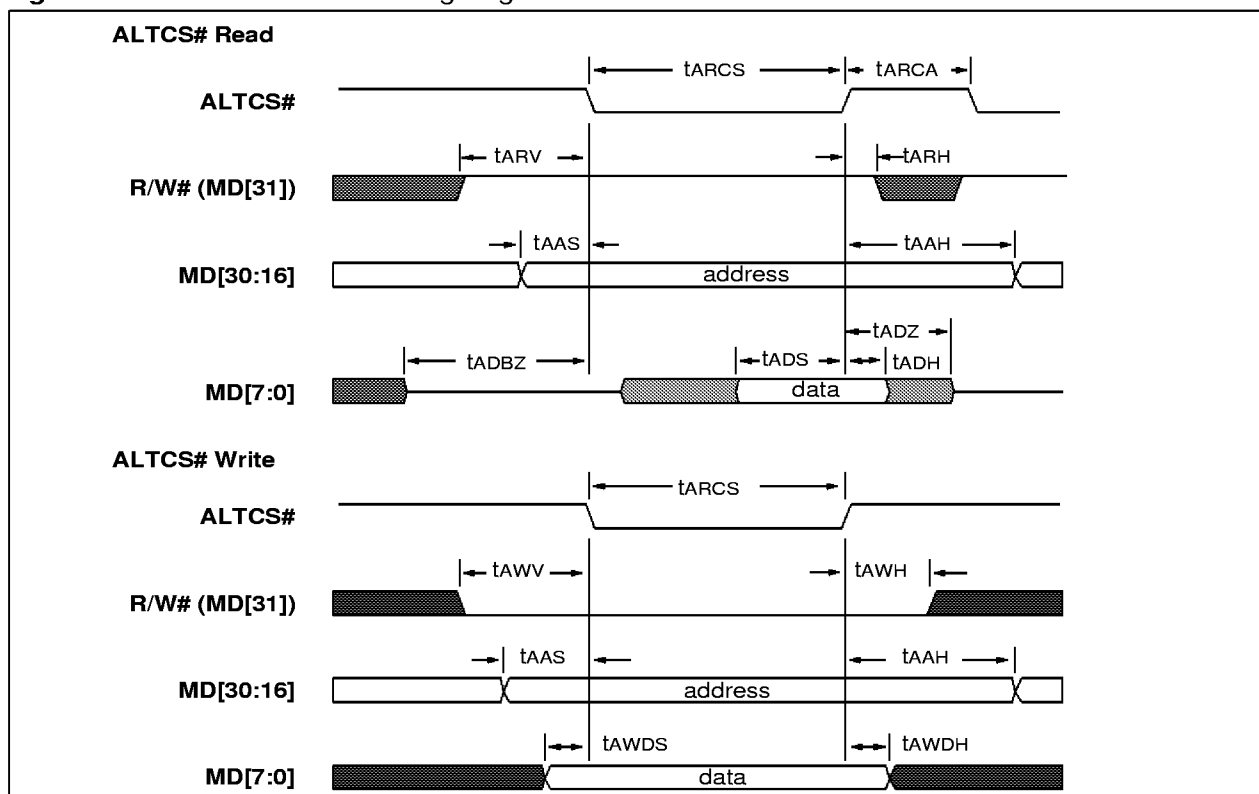 ALTCS# Read
tARCS tARCA
ALTCS#
tARV tARH
R/W# (MD[31])
tAAS tAAH
MD[30:16] address
tADZ
tADBZ tADS tADH
MD[7:0] data
ALTCS# Write
tARCS
ALTCS#
tAWV tAWH
R/W# (MD[31])
tAAS tAAH
MD[30:16] address
tAWDS tAWDH
MD[7:0] data